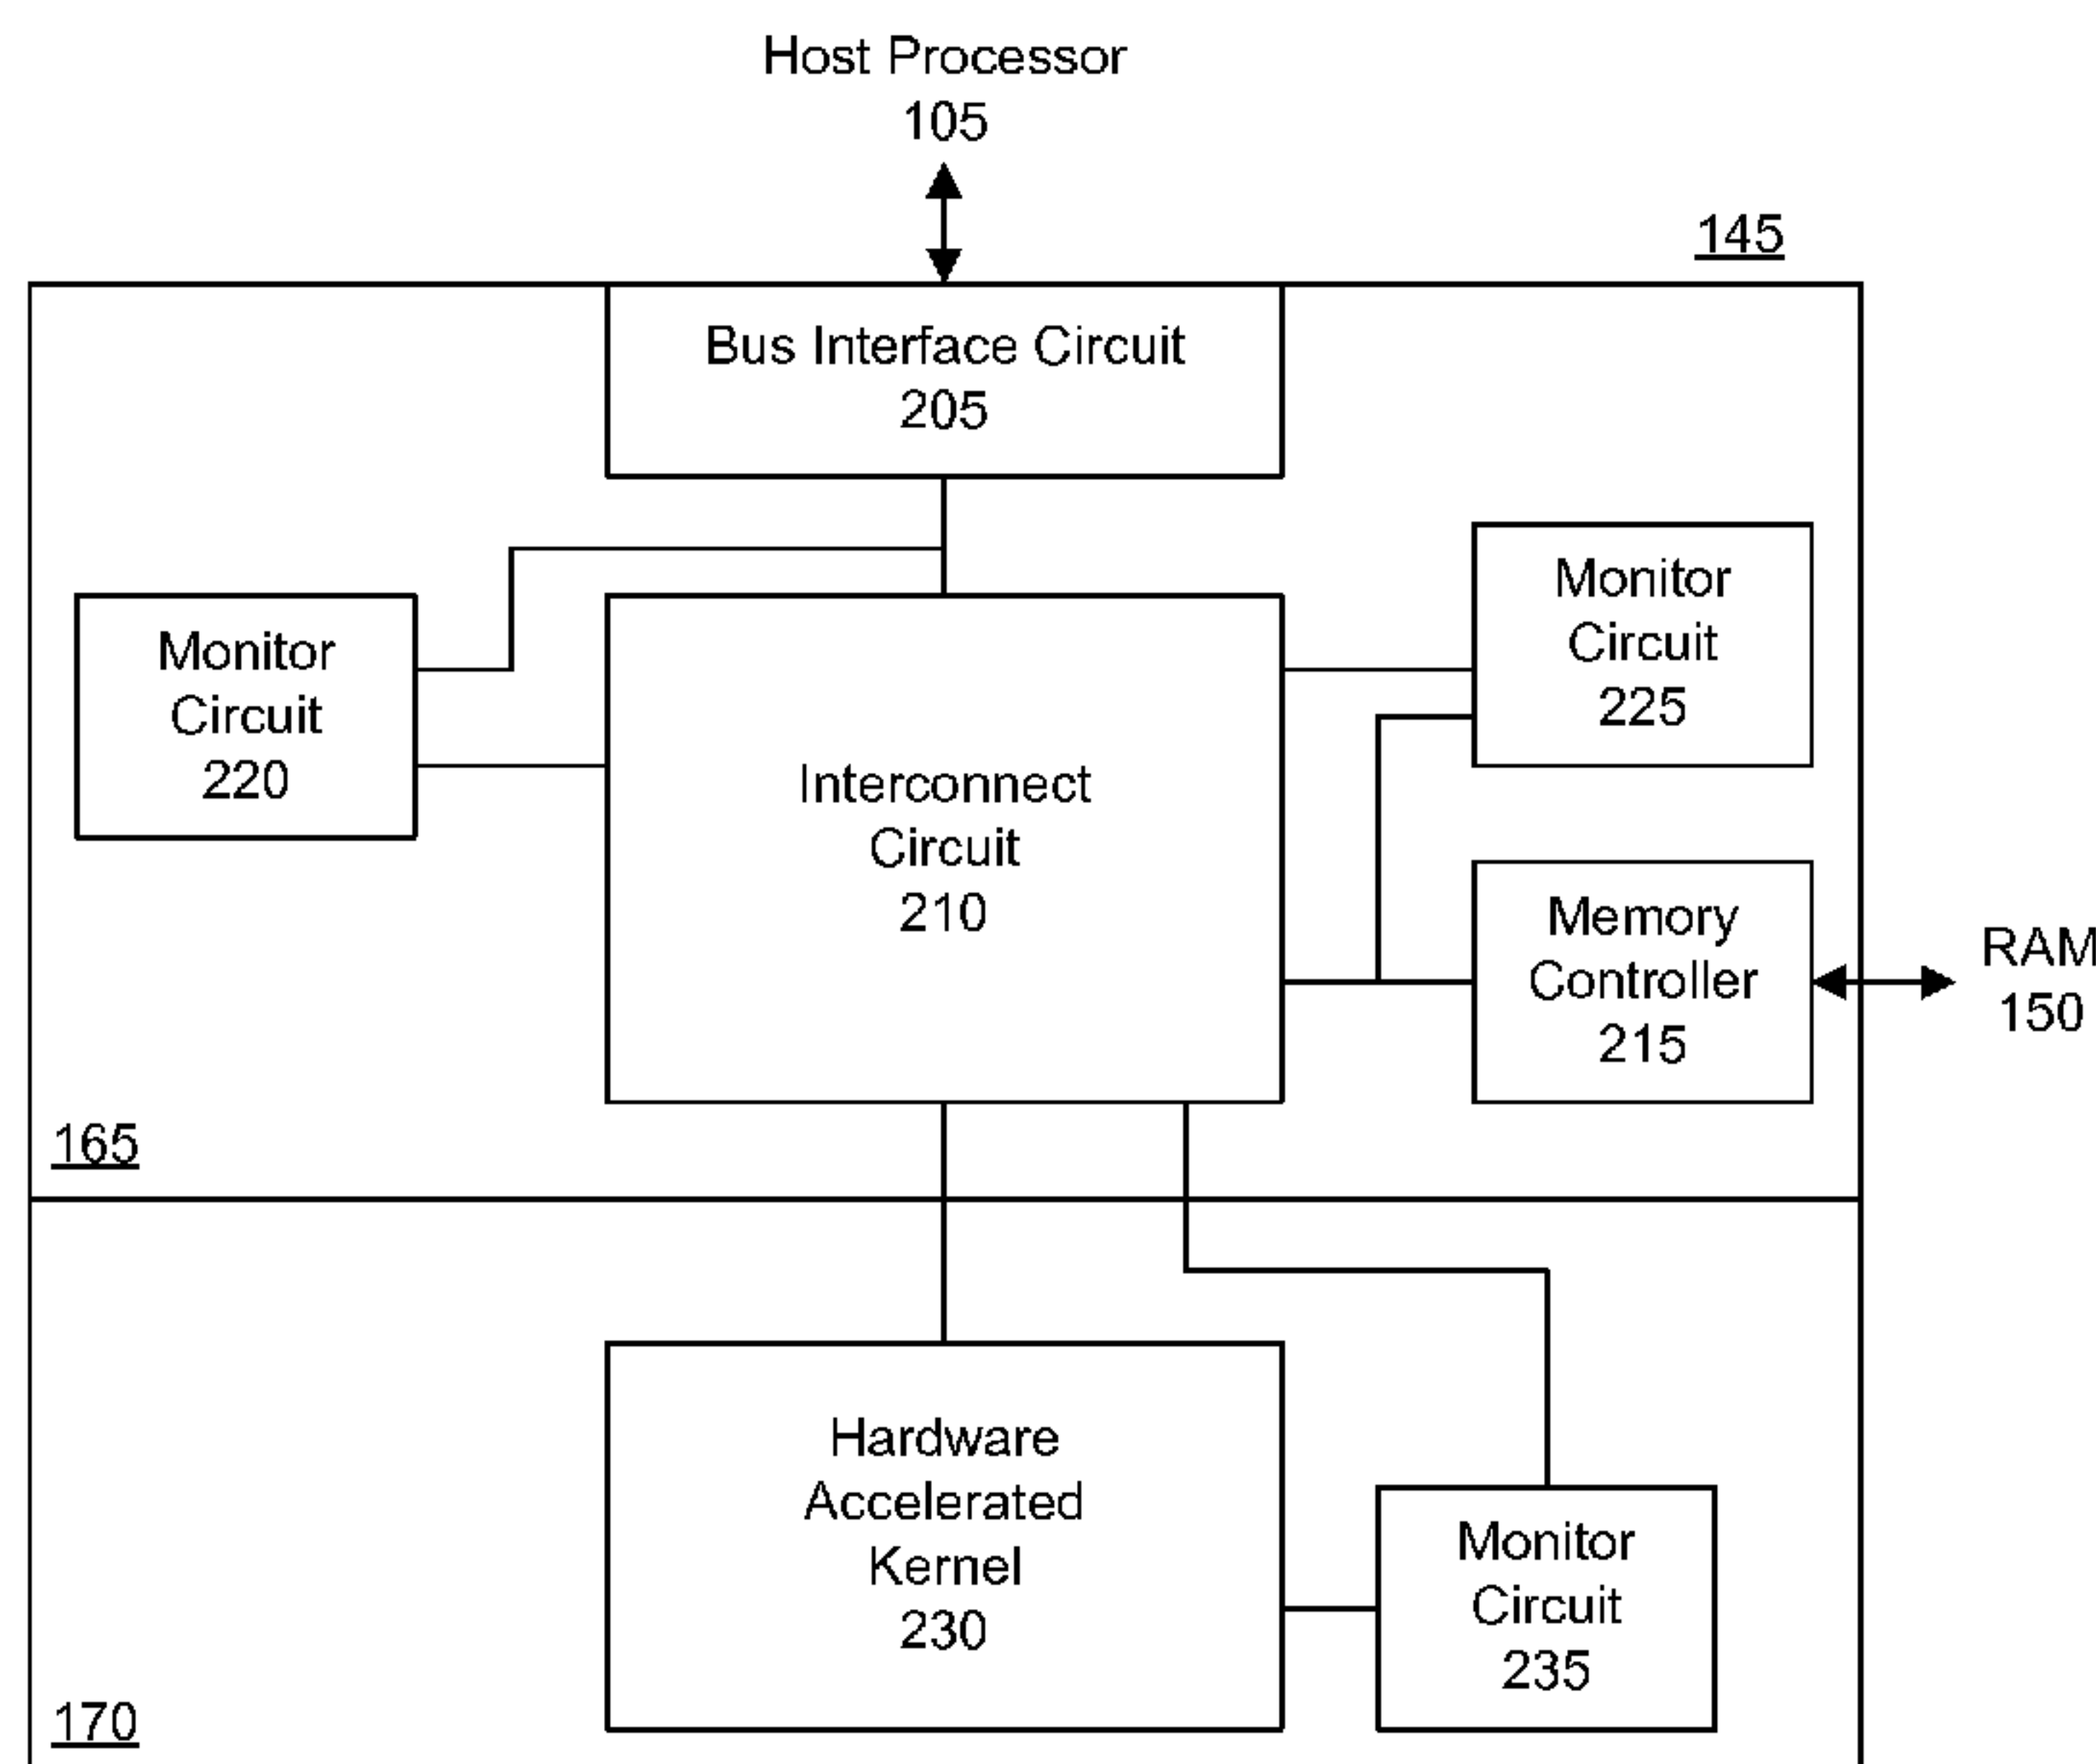 Host Processor
105
145
Bus Interface Circuit
205
Monitor
Circuit
225
Monitor
Circuit
220
Interconnect
Circuit
210
Memory
Controller
215
RAM
150
165
Hardware
Accelerated
Kernel
230
Monitor
Circuit
235
170